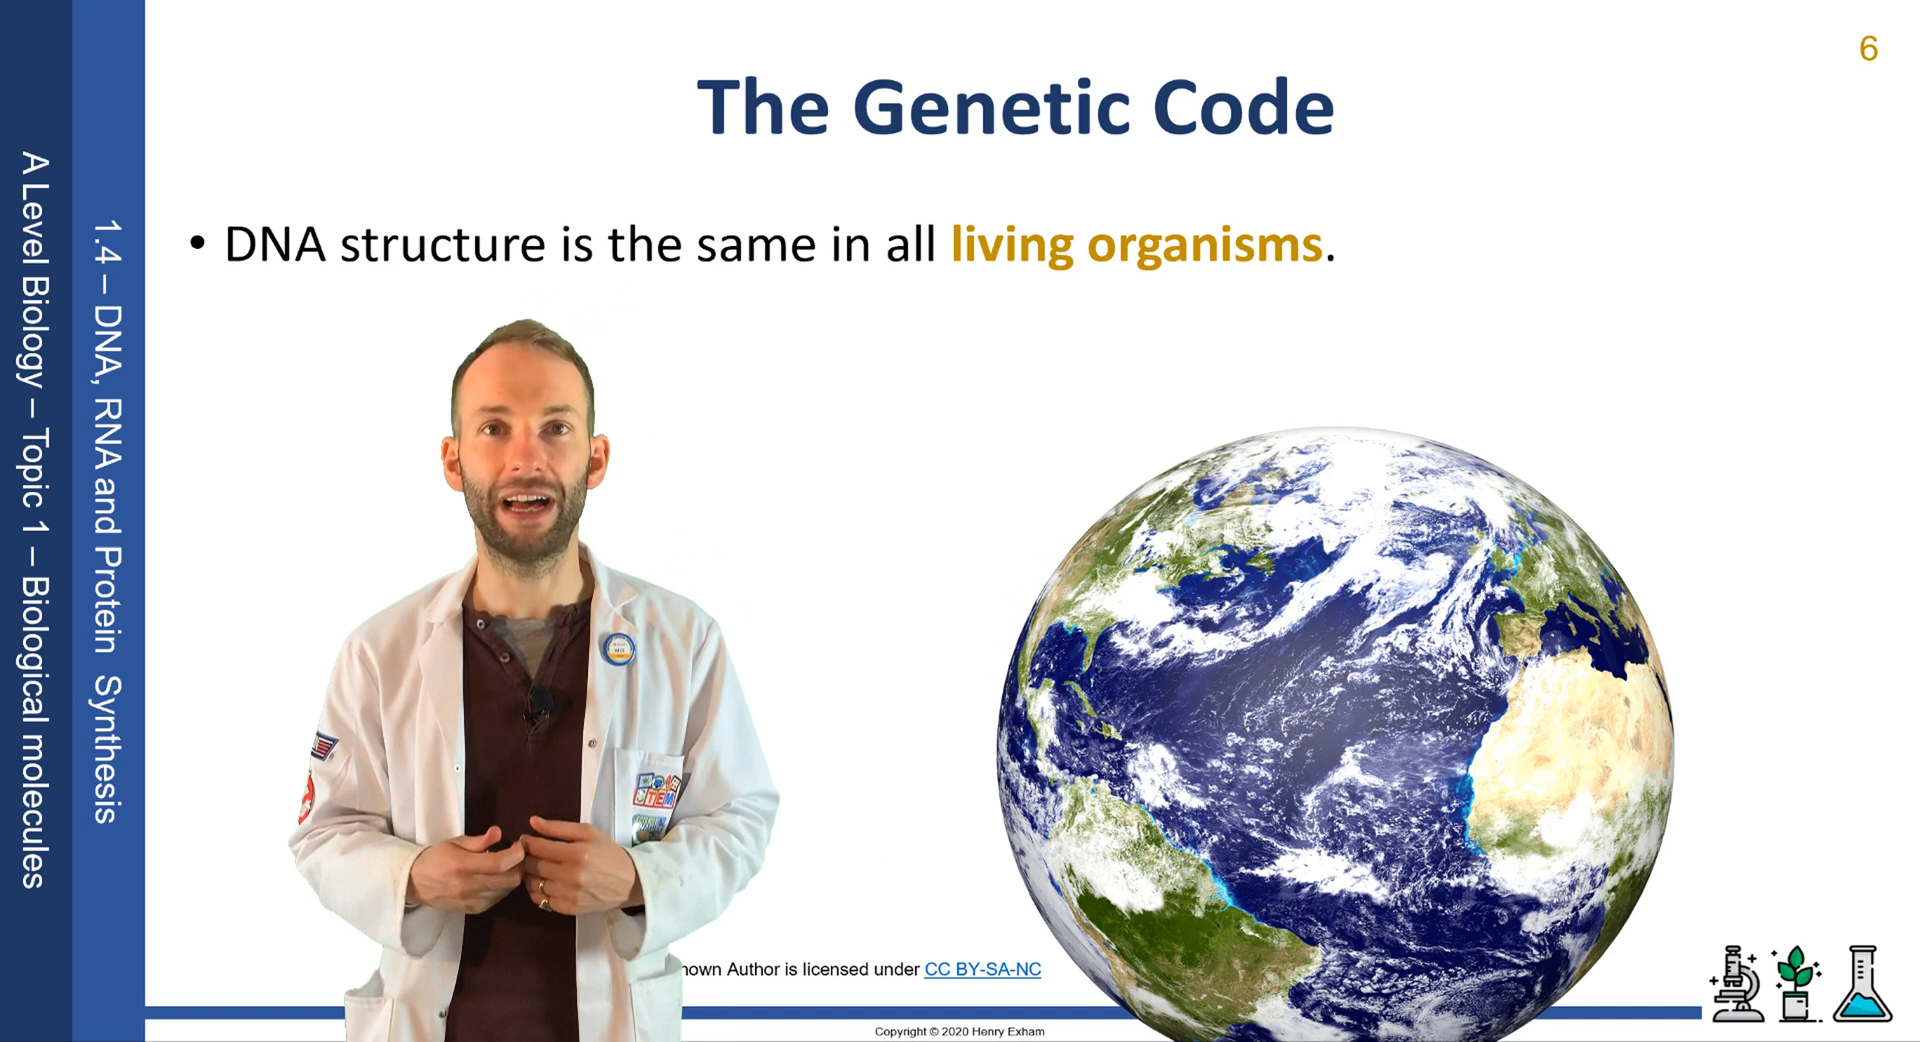 6
The Genetic Code
• DNA structure is the same in all living organisms.
A Level Biology – Topic 1 – Biological molecules
1.4 – DNA, RNA and Protein Synthesis
STEM
Author is licensed under CC BY-SA-NC
Copyright © 2020 Henry Exham